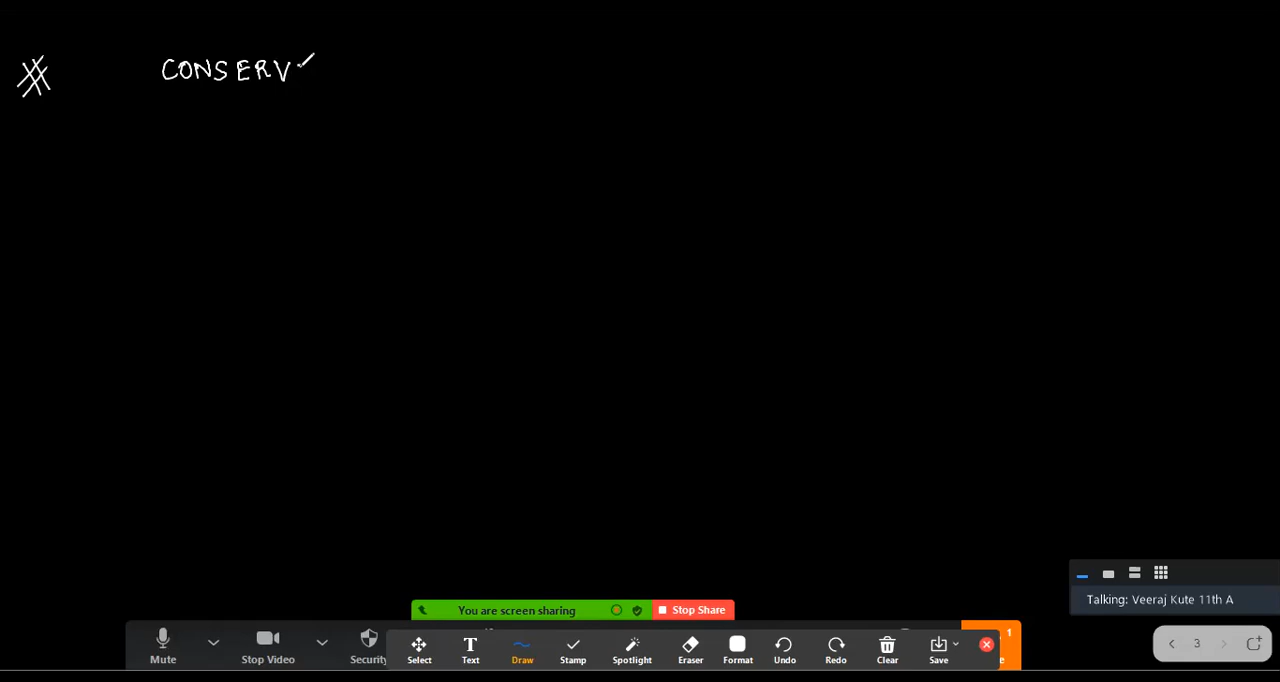 CONSERV
Talking: Veeraj Kute 11th A
You are screen sharing
Stop Share
1
Mute
Stop Video
Security
Select
Text
Draw
Stamp
Spotlight
Eraser
Format
Undo
Redo
Clear
Save
e
3